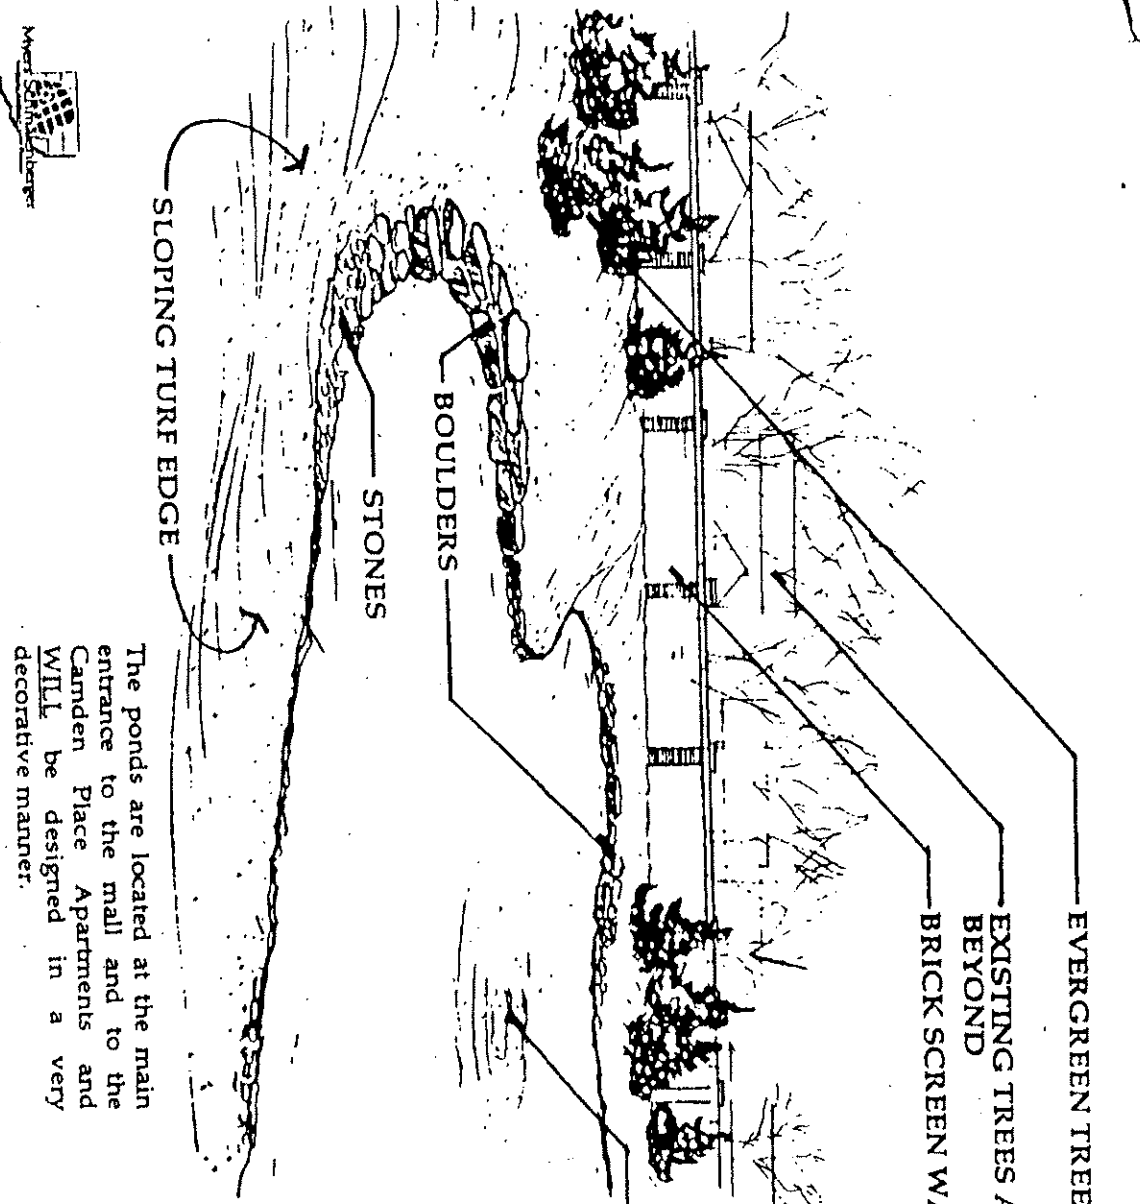 EVERGREEN TREE
EXISTING TREES A
BEYOND
BRICK SCREEN WA
BOULDERS
STONES
SLOPING TURF EDGE
The ponds are located at the main
entrance to the mall and to the
Camden Place Apartments and
WILL be designed in a very
decorative manner.